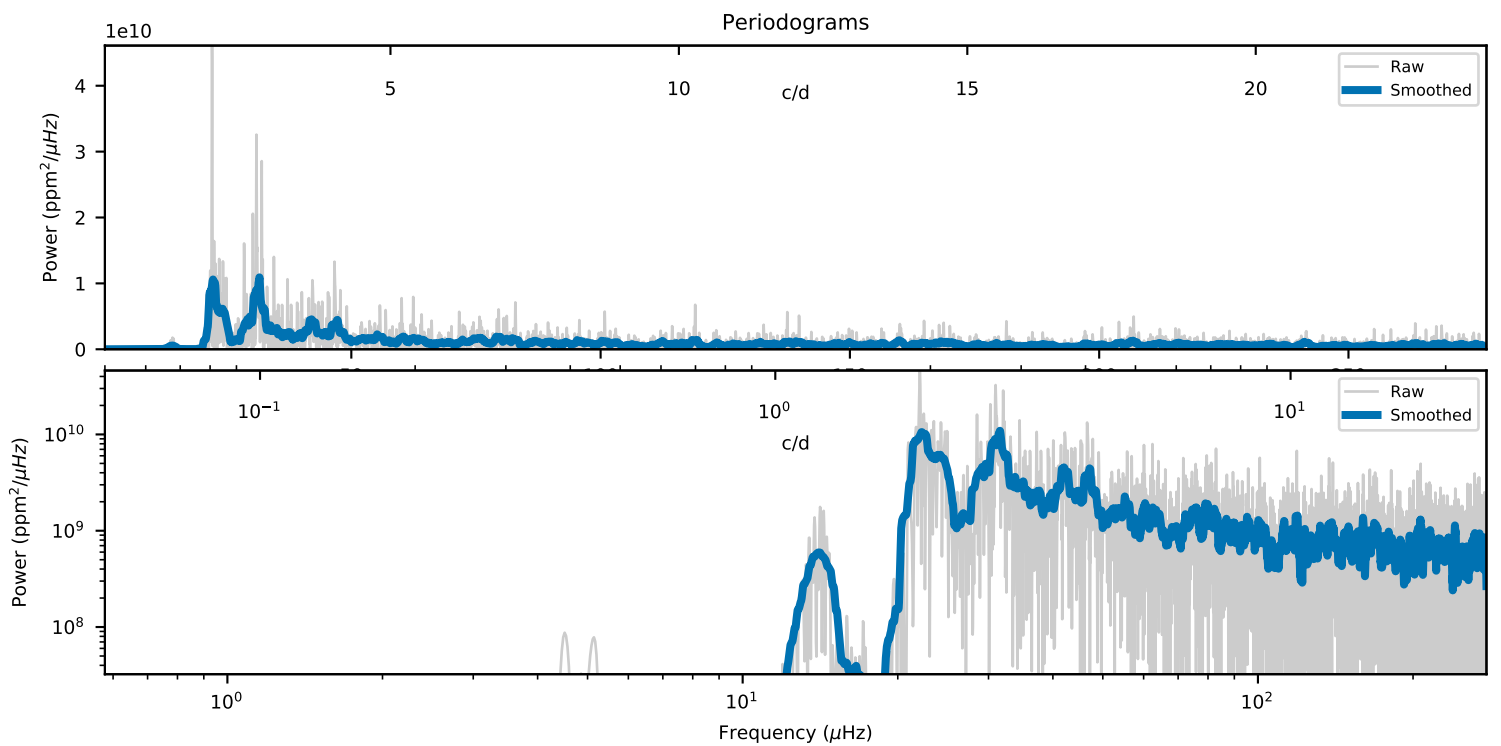 Periodograms
1e10
Power (ppm²/μHz)
4
3
2
1
0
5 10 15 20
c/d
Raw
Smoothed
10⁻¹ 10⁰ 10¹
c/d
Raw
Smoothed
Power (ppm²/μHz)
10¹⁰
10⁹
10⁸
10⁰ 10¹ 10²
Frequency (μHz)